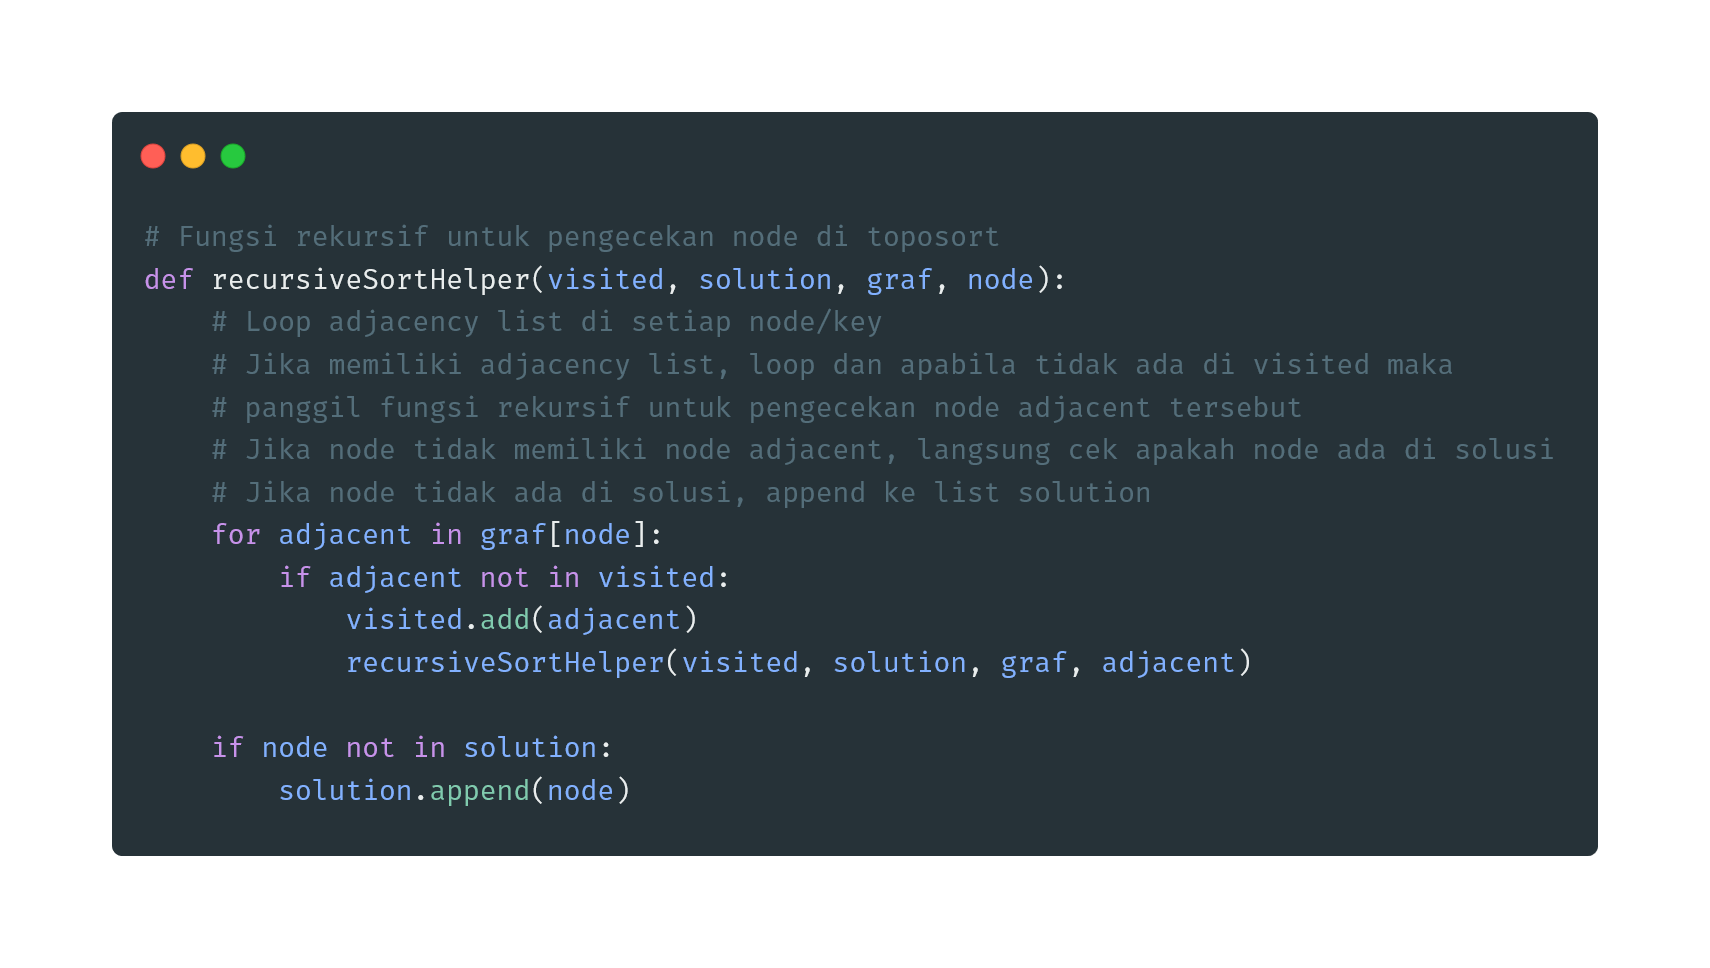 # Fungsi rekursif untuk pengecekan node di toposort
def recursiveSortHelper(visited, solution, graf, node):
    # Loop adjacency list di setiap node/key
    # Jika memiliki adjacency list, loop dan apabila tidak ada di visited maka
    # panggil fungsi rekursif untuk pengecekan node adjacent tersebut
    # Jika node tidak memiliki node adjacent, langsung cek apakah node ada di solusi
    # Jika node tidak ada di solusi, append ke list solution
    for adjacent in graf[node]:
        if adjacent not in visited:
            visited.add(adjacent)
            recursiveSortHelper(visited, solution, graf, adjacent)

    if node not in solution:
        solution.append(node)